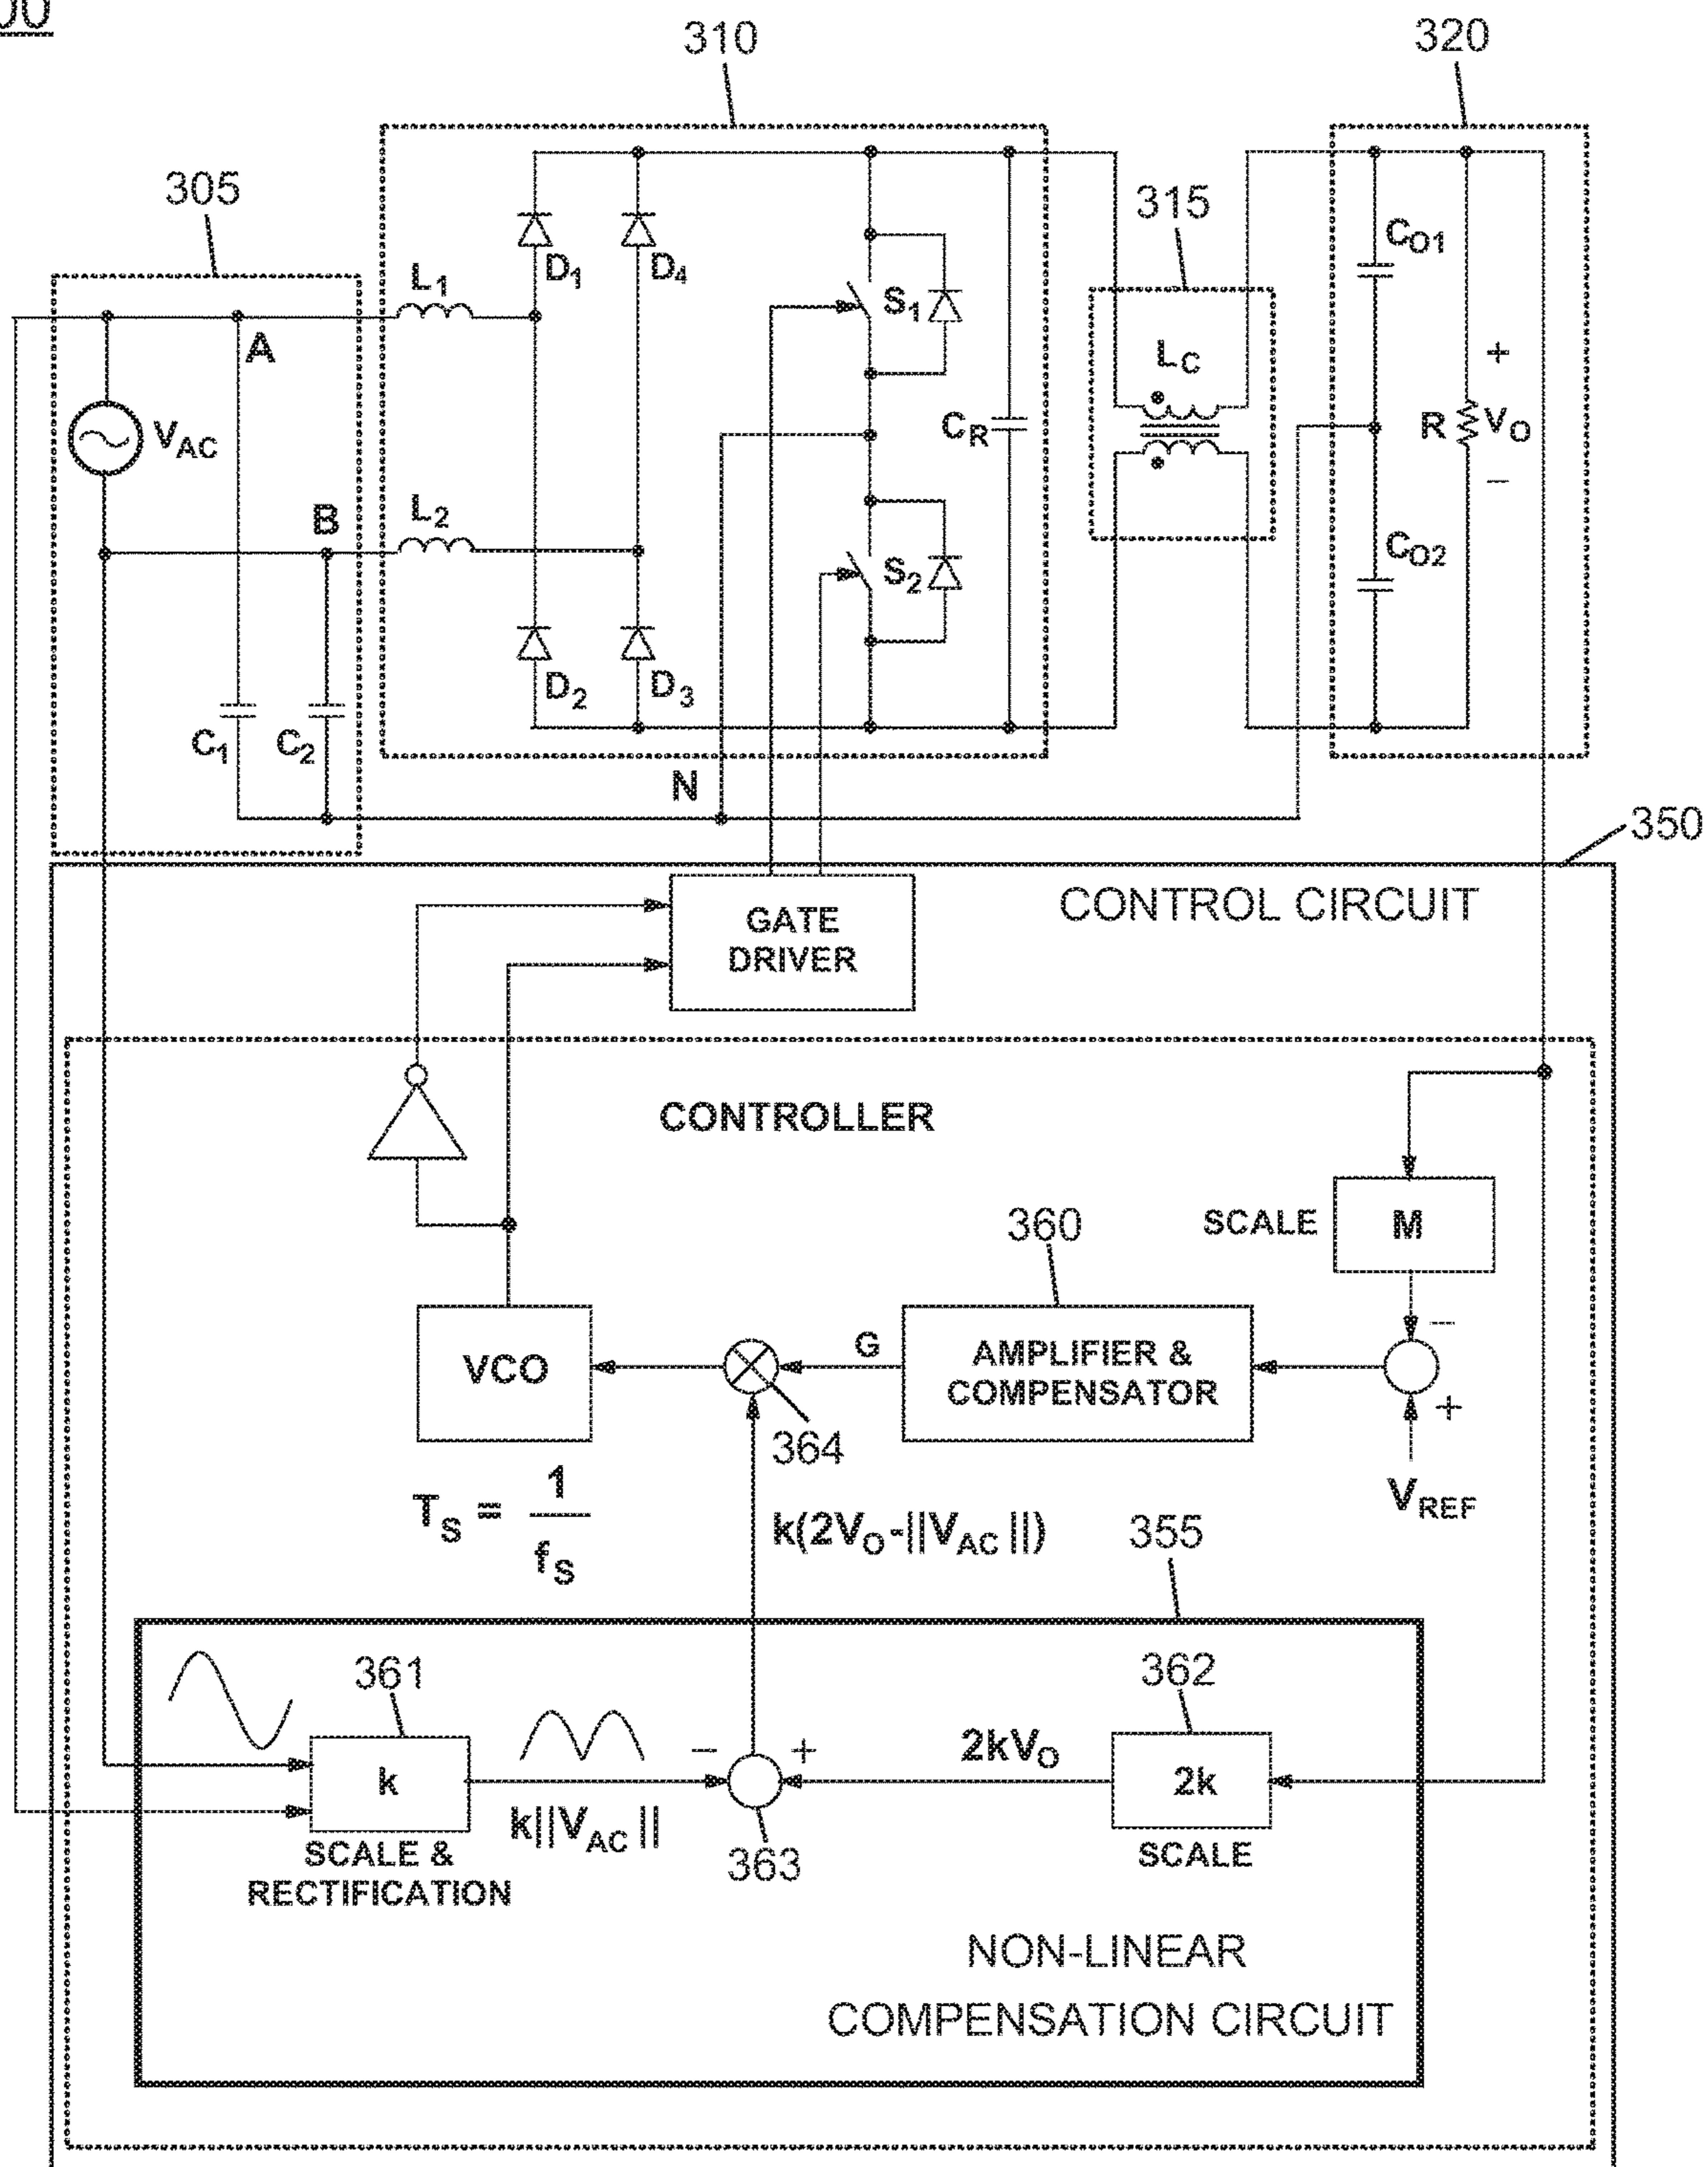 310
320
305
315
L1
D1
D4
S1
CO1
A
LC
VAC
CR
R
+
VO
−
B
L2
S2
CO2
D2
D3
C1
C2
N
350
CONTROL CIRCUIT
GATE
DRIVER
CONTROLLER
SCALE
M
360
−
VCO
G
AMPLIFIER &
COMPENSATOR
+
364
VREF
TS = 1/fS
k(2VO-||VAC||)
355
361
362
k
−
+
2kVO
2k
k||VAC||
363
SCALE &
RECTIFICATION
SCALE
NON-LINEAR
COMPENSATION CIRCUIT